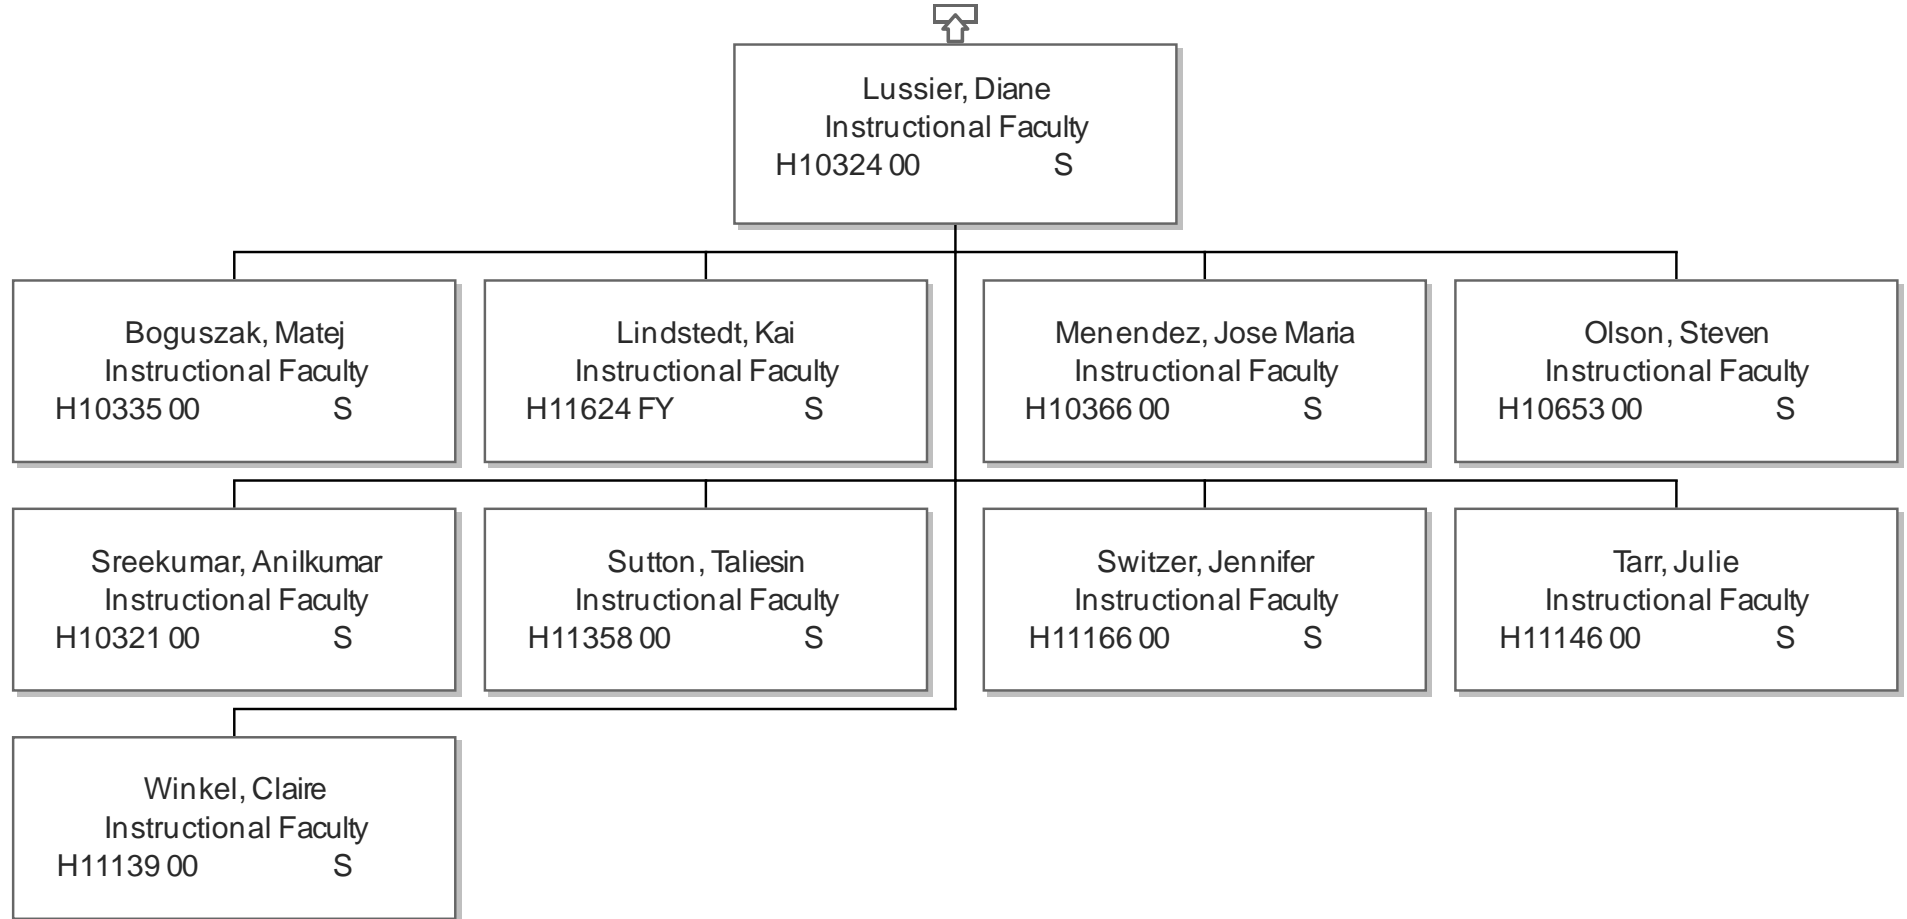 Lussier, Diane
Instructional Faculty
H10324 00 S
Boguszak, Matej
Instructional Faculty
H10335 00 S
Lindstedt, Kai
Instructional Faculty
H11624 FY S
Menendez, Jose Maria
Instructional Faculty
H10366 00 S
Olson, Steven
Instructional Faculty
H10653 00 S
Sreekumar, Anilkumar
Instructional Faculty
H10321 00 S
Sutton, Taliesin
Instructional Faculty
H11358 00 S
Switzer, Jennifer
Instructional Faculty
H11166 00 S
Tarr, Julie
Instructional Faculty
H11146 00 S
Winkel, Claire
Instructional Faculty
H11139 00 S